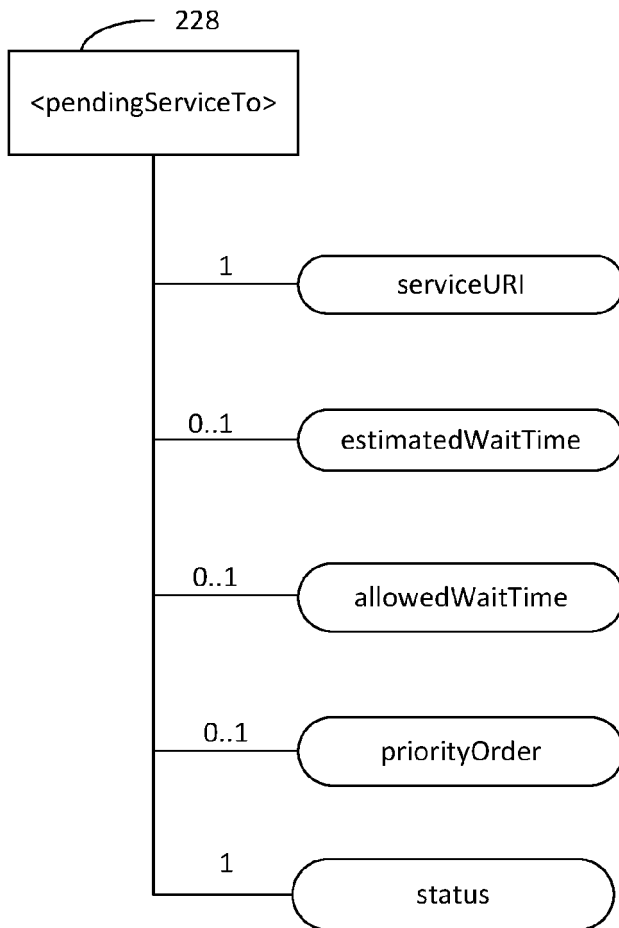 228
<pendingServiceTo>
1
serviceURI
0..1
estimatedWaitTime
0..1
allowedWaitTime
0..1
priorityOrder
1
status